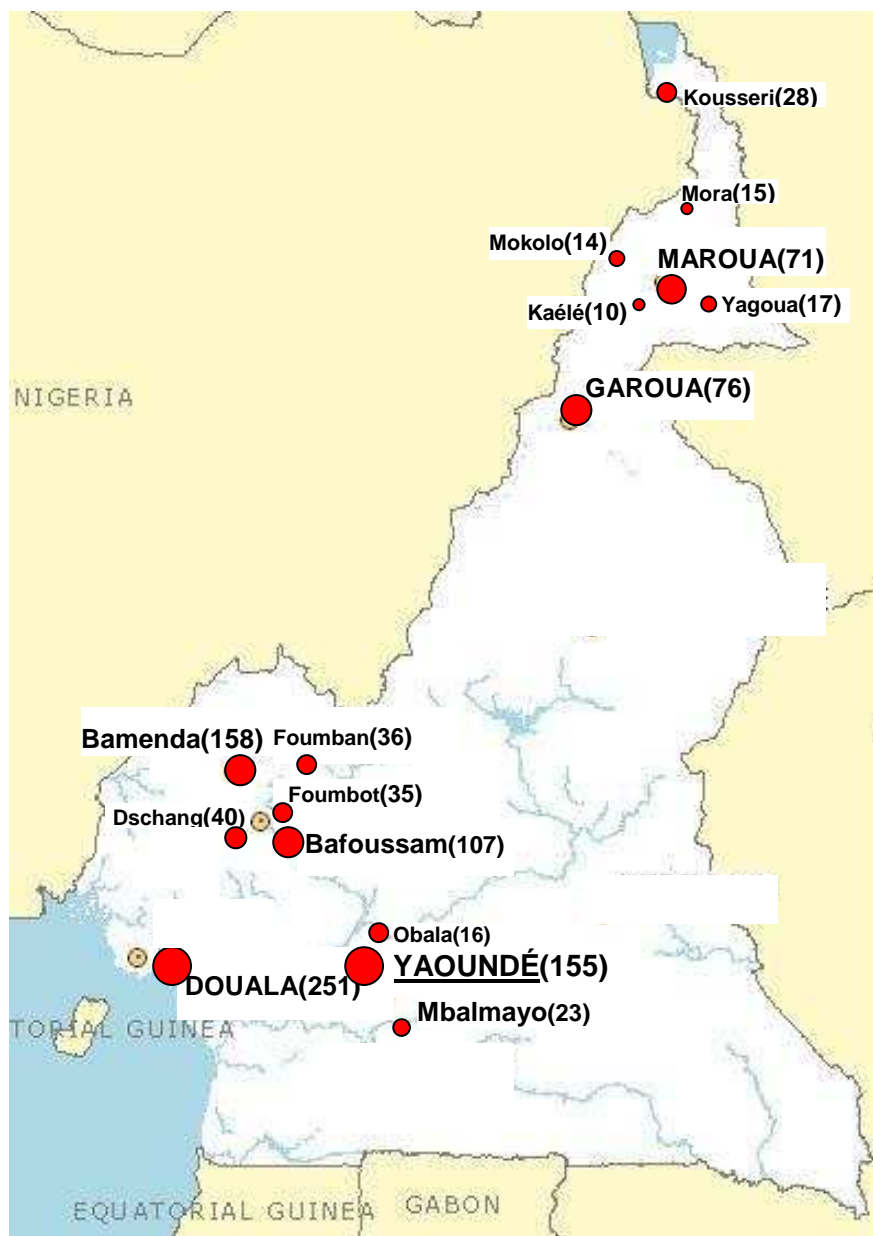 Kousseri(28)
Mora(15)
Mokolo(14)
MAROUA(71)
Kaélé(10)
Yagoua(17)
GAROUA(76)
NIGERIA
Bamenda(158)
Foumban(36)
Foumbot(35)
Dschang(40)
Bafoussam(107)
Obala(16)
YAOUNDÉ(155)
DOUALA(251)
Mbalmayo(23)
TORIAL GUINEA
EQUATORIAL GUINEA
GABON